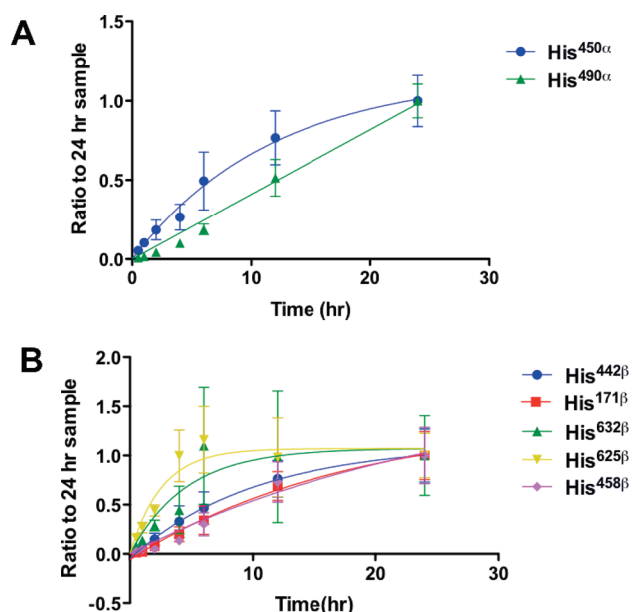 A
Ratio to 24 hr sample
1.5
1.0
0.5
0.0
0 10 20 30
Time (hr)
His450α
His490α
B
Ratio to 24 hr sample
2.0
1.5
1.0
0.5
0.0
-0.5
10 20 30
Time(hr)
His442β
His171β
His632β
His625β
His458β